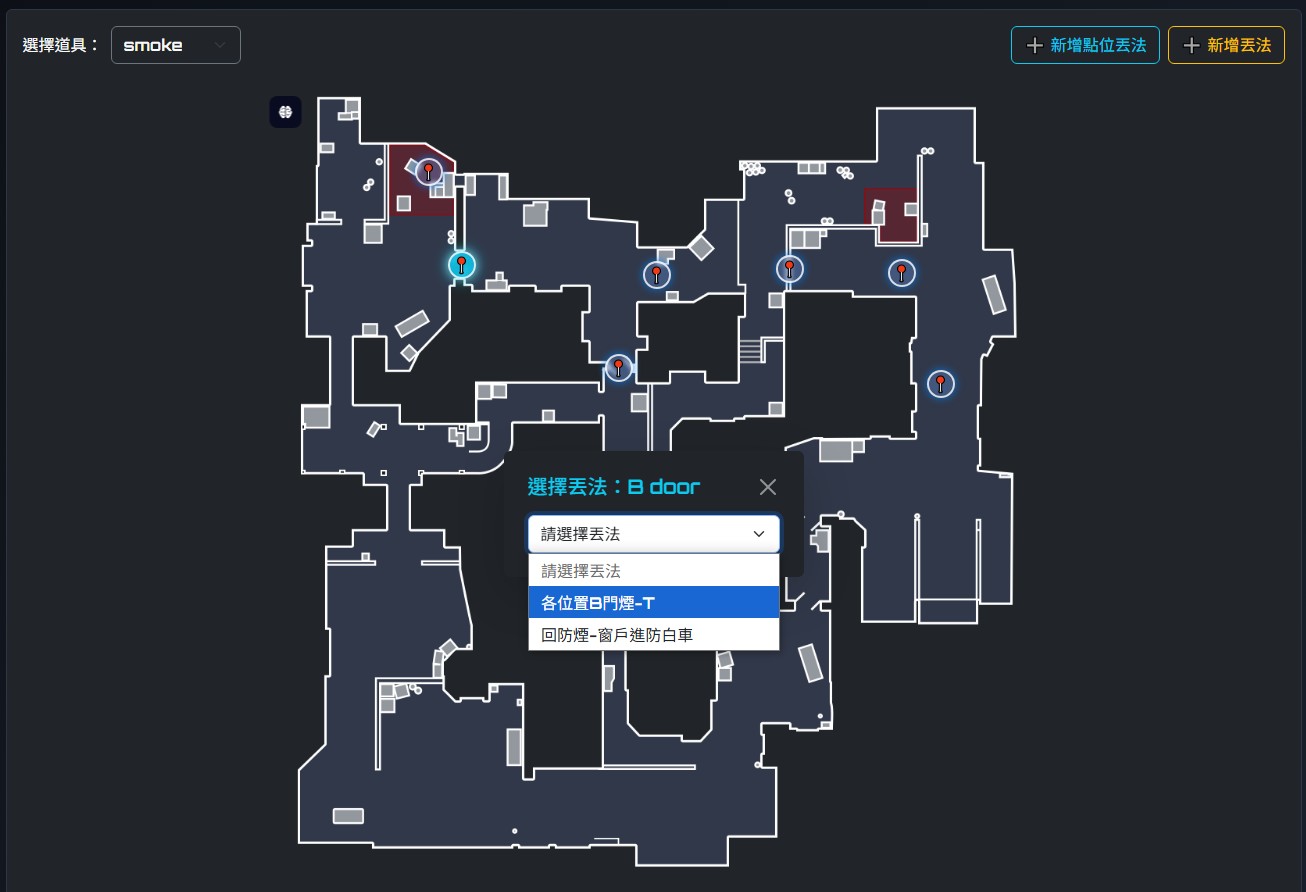 選擇道具：
smoke
新增點位丟法
新增丟法
選擇丟法：B door
請選擇丟法
請選擇丟法
各位置B門煙-T
回防煙-窗戶進防白車